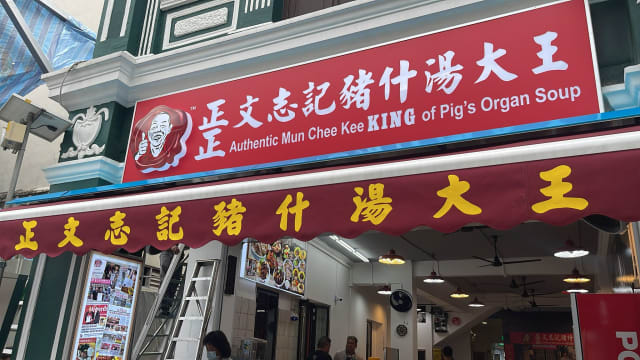 正正文志記豬什湯大王
™
Authentic Mun Chee Kee KING of Pig's Organ Soup
正文志記豬什湯大王